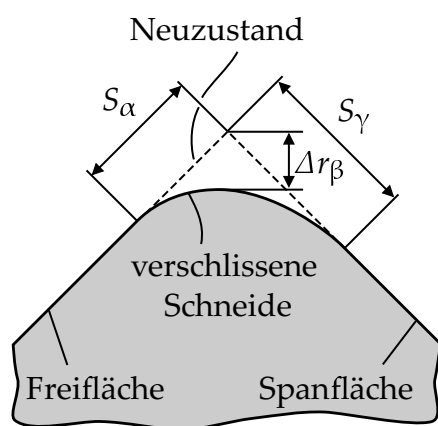 Neuzustand
Sα
Sγ
Δrβ
verschlissene
Schneide
Freifläche
Spanfläche